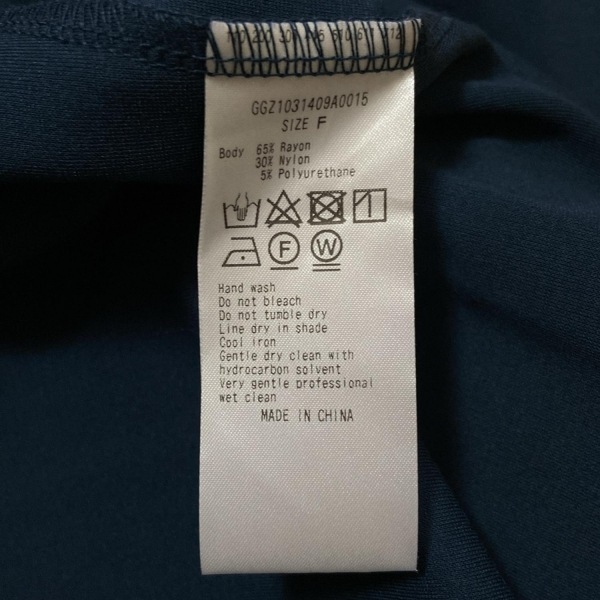 GGZ1031409A0015
SIZE F
Body 65% Rayon
30% Nylon
5% Polyurethane
F W
Hand wash
Do not bleach
Do not tumble dry
Line dry in shade
Cool iron
Gentle dry clean with
hydrocarbon solvent
Very gentle professional
wet clean
MADE IN CHINA